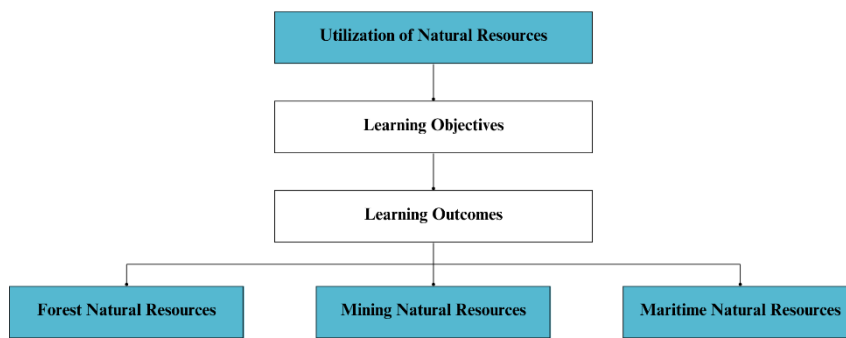 Utilization of Natural Resources
Learning Objectives
Learning Outcomes
Forest Natural Resources
Mining Natural Resources
Maritime Natural Resources